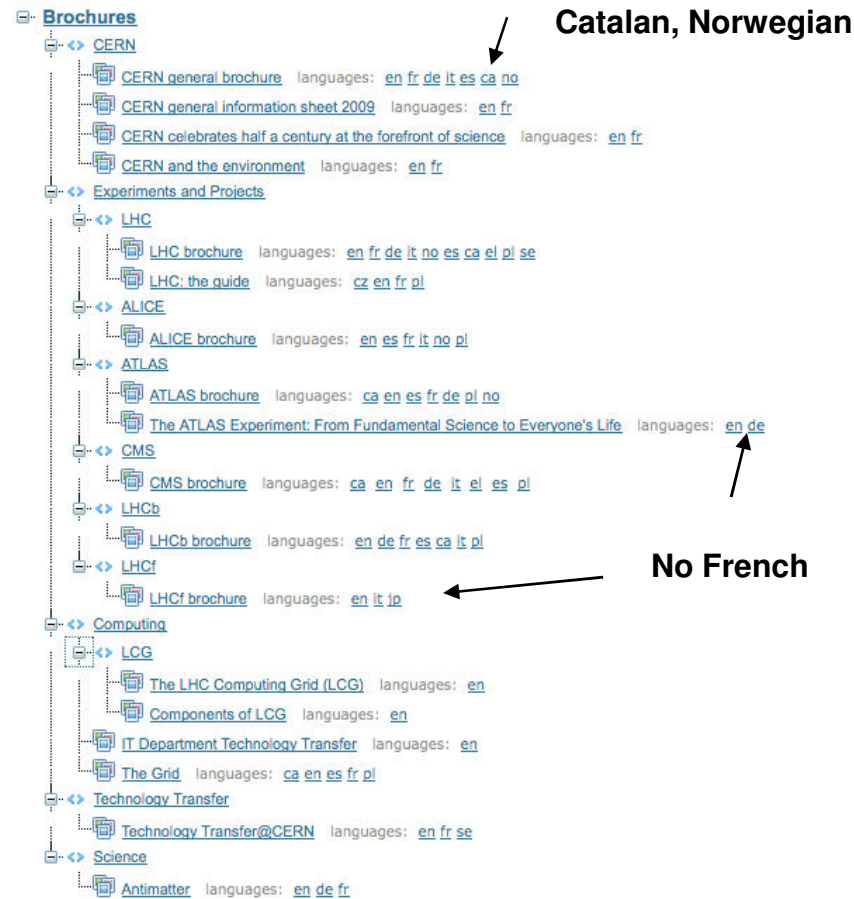 Brochures
Catalan, Norwegian
CERN
CERN general brochure languages: en fr de it es ca no
CERN general information sheet 2009 languages: en fr
CERN celebrates half a century at the forefront of science languages: en fr
CERN and the environment languages: en fr
Experiments and Projects
LHC
LHC brochure languages: en fr de it no es ca el pl se
LHC: the guide languages: cz en fr pl
ALICE
ALICE brochure languages: en es fr it no pl
ATLAS
ATLAS brochure languages: ca en es fr de pl no
The ATLAS Experiment: From Fundamental Science to Everyone's Life languages: en de
CMS
CMS brochure languages: ca en fr de it el es pl
LHCb
LHCb brochure languages: en de fr es ca it pl
No French
LHCf
LHCf brochure languages: en it jp
Computing
LCG
The LHC Computing Grid (LCG) languages: en
Components of LCG languages: en
IT Department Technology Transfer languages: en
The Grid languages: ca en es fr pl
Technology Transfer
Technology Transfer@CERN languages: en fr se
Science
Antimatter languages: en de fr